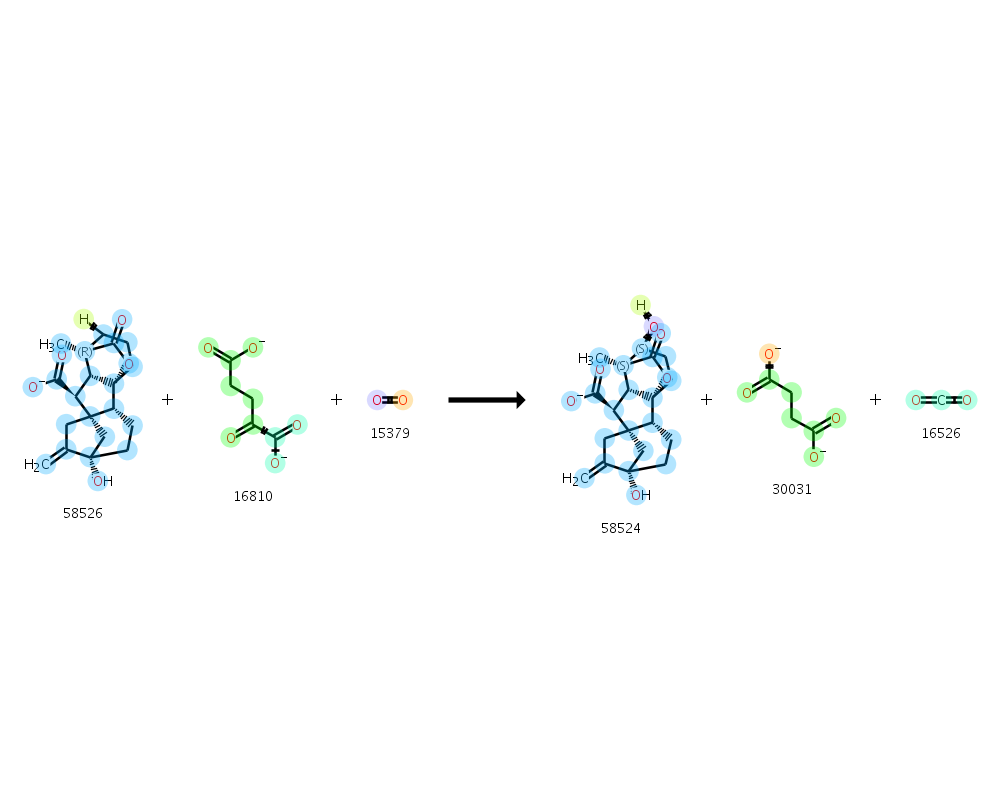 H O
H₃C (R)
O O
O⁻
H₂C
OH
58526
+
O O⁻
O O
O⁻
16810
+
O O
15379
H
O O
(S)
H₃C (S)
O O
O⁻
H₂C
OH
58524
+
O⁻
O
O
O⁻
30031
+
O C O
16526